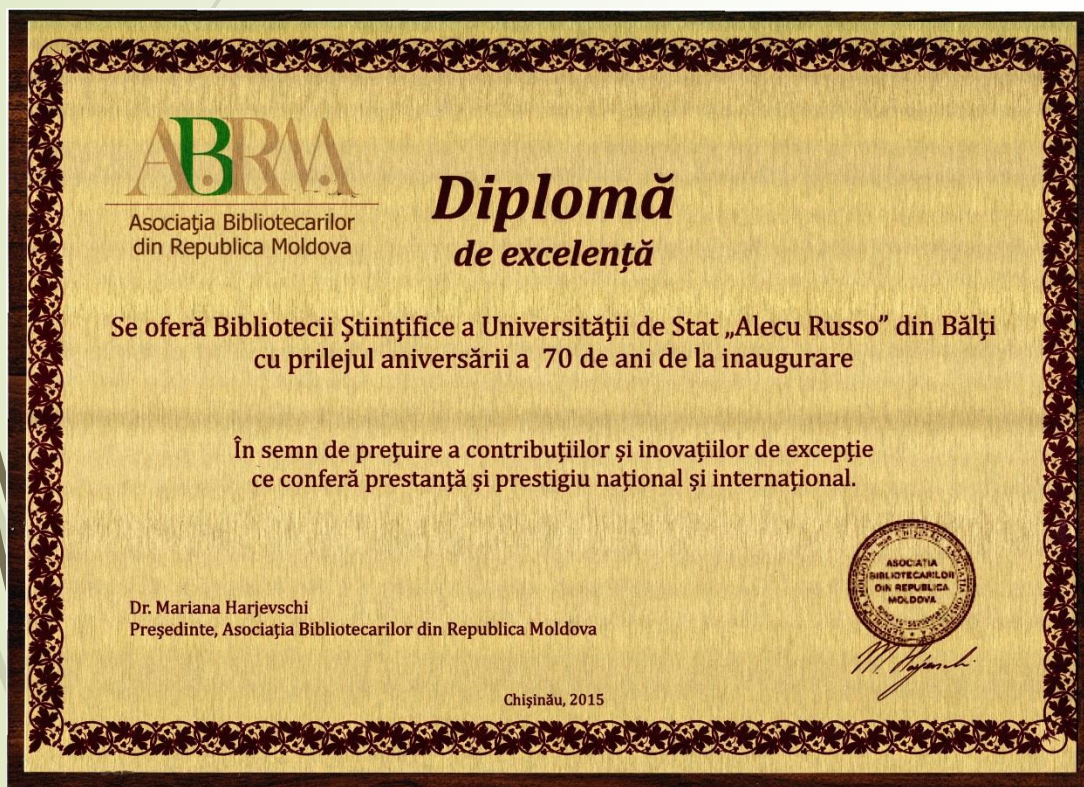 ABRM
Asociaţia Bibliotecarilor
din Republica Moldova
Diplomă
de excelenţă
Se oferă Bibliotecii Ştiinţifice a Universităţii de Stat „Alecu Russo” din Bălţi
cu prilejul aniversării a 70 de ani de la inaugurare
În semn de preţuire a contribuţiilor şi inovaţiilor de excepţie
ce conferă prestanţă şi prestigiu naţional şi internaţional.
ASOCIAŢIA
BIBLIOTECARILOR
DIN REPUBLICA
MOLDOVA
Dr. Mariana Harjevschi
Preşedinte, Asociaţia Bibliotecarilor din Republica Moldova
Chişinău, 2015